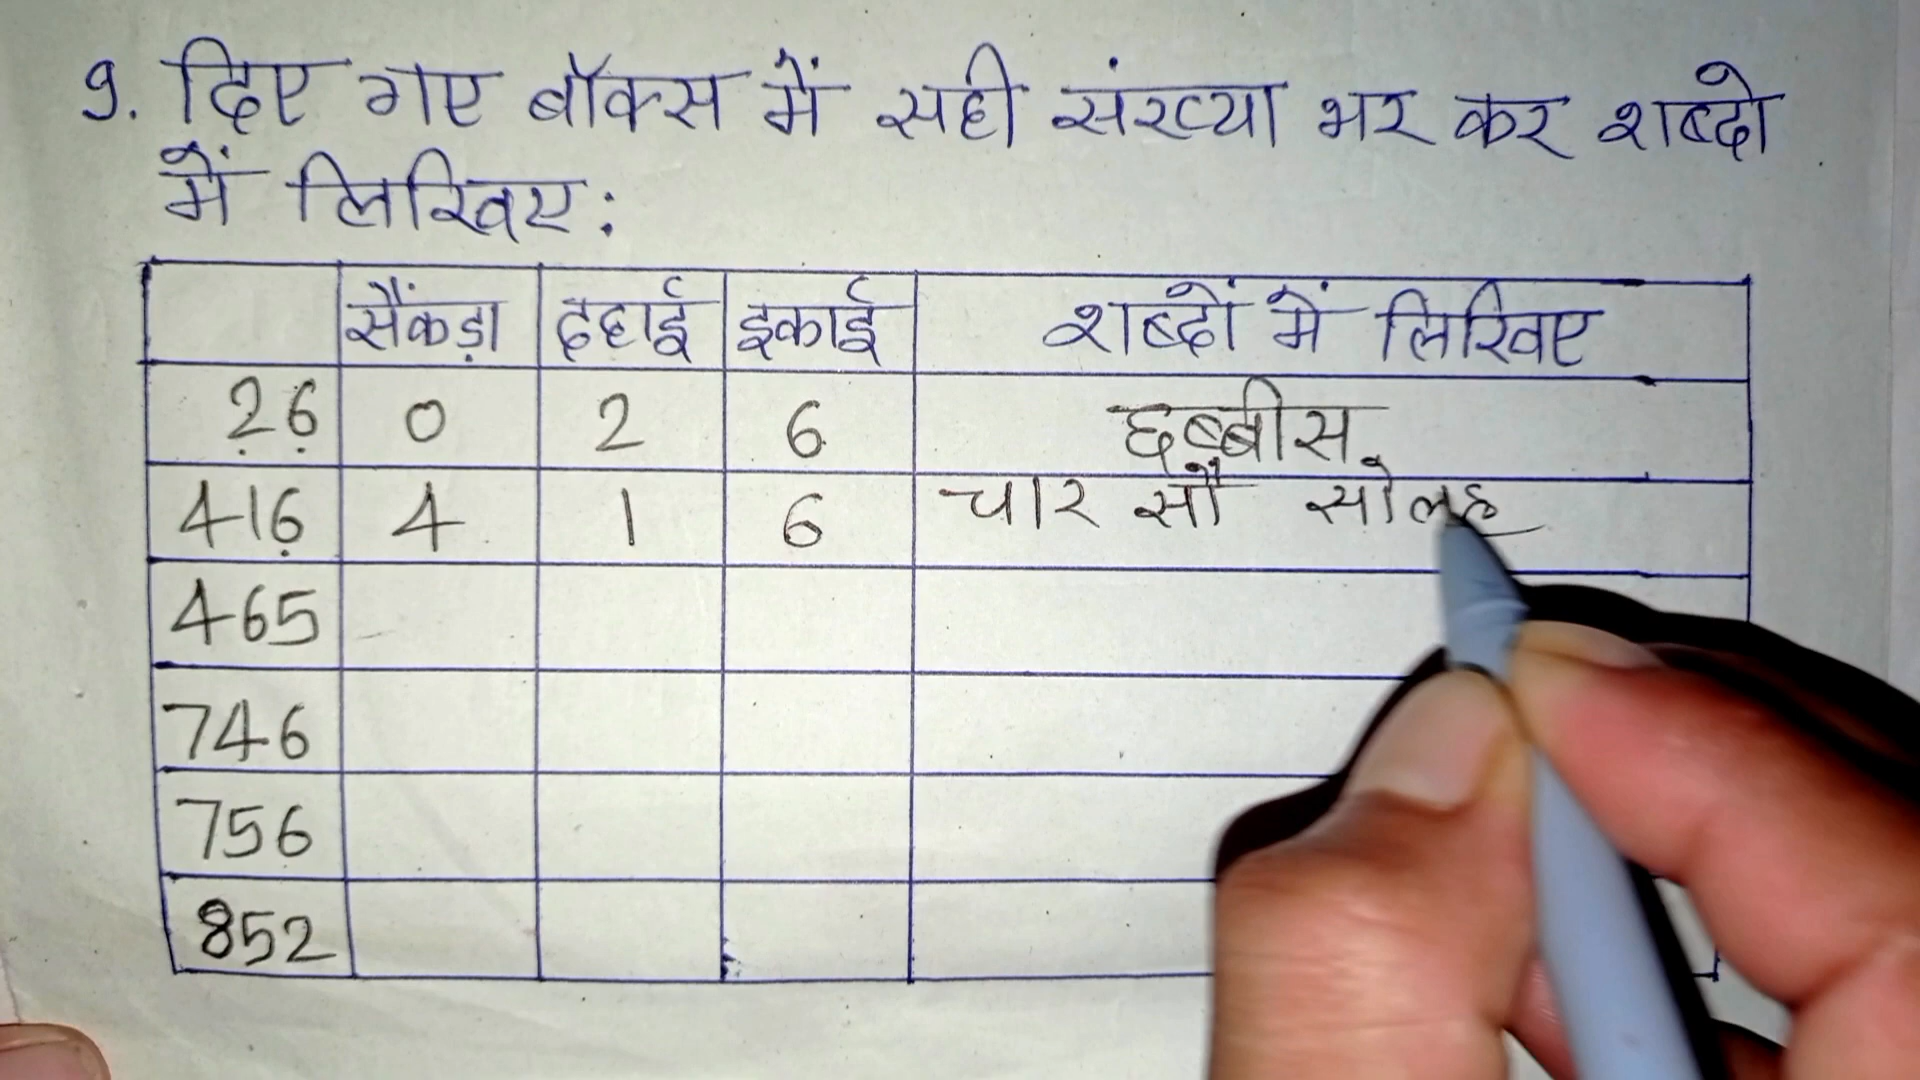 9. दिए गए बॉक्स में सही संख्या भर कर शब्दो
में लिखिए:
सैंकड़ा दहाई इकाई शब्दों में लिखिए
26 0 2 6 छब्बीस.
416 4 1 6 चार सौ सोलह
465
746
756
852